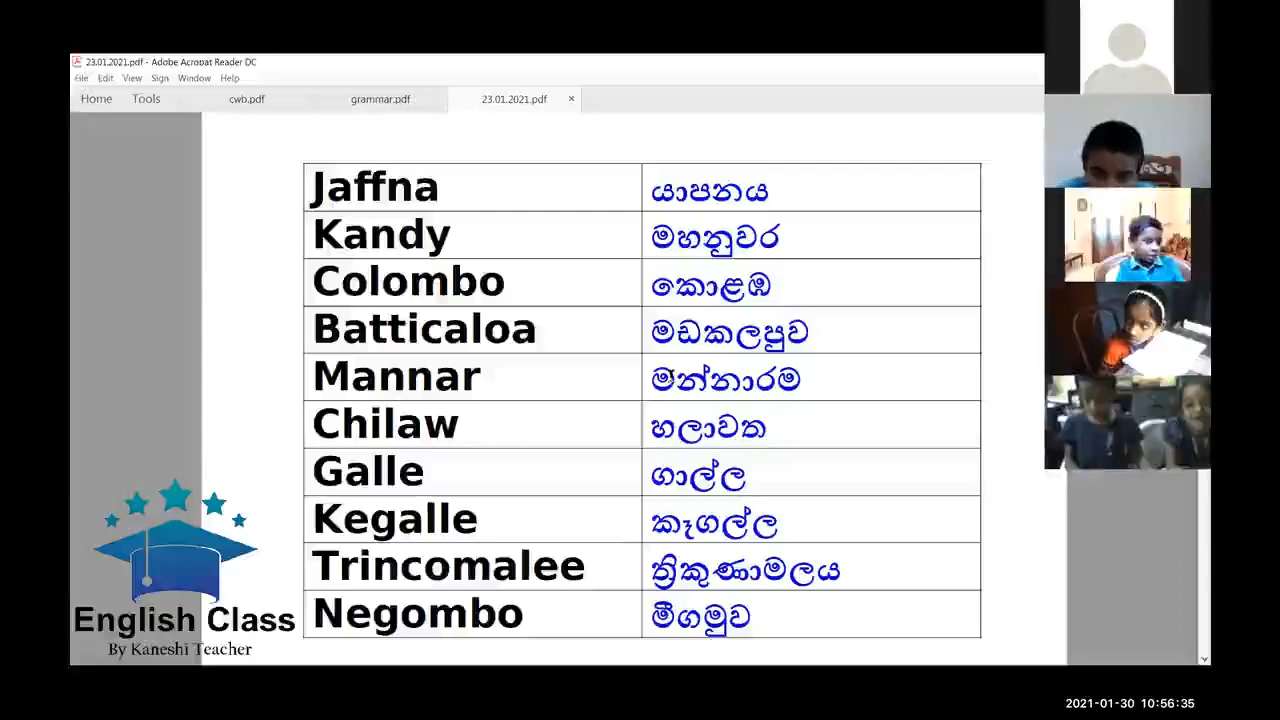 23.01.2021.pdf - Adobe Acrobat Reader DC
File Edit View Sign Window Help
Home Tools cwb.pdf grammar.pdf 23.01.2021.pdf ×
Jaffna යාපනය
Kandy මහනුවර
Colombo කොළඹ
Batticaloa මඩකලපුව
Mannar මන්නාරම
Chilaw හලාවත
Galle ගාල්ල
Kegalle කෑගල්ල
Trincomalee ත්‍රිකුණාමලය
Negombo මීගමුව
English Class
By Kaneshi Teacher
2021-01-30 10:56:35